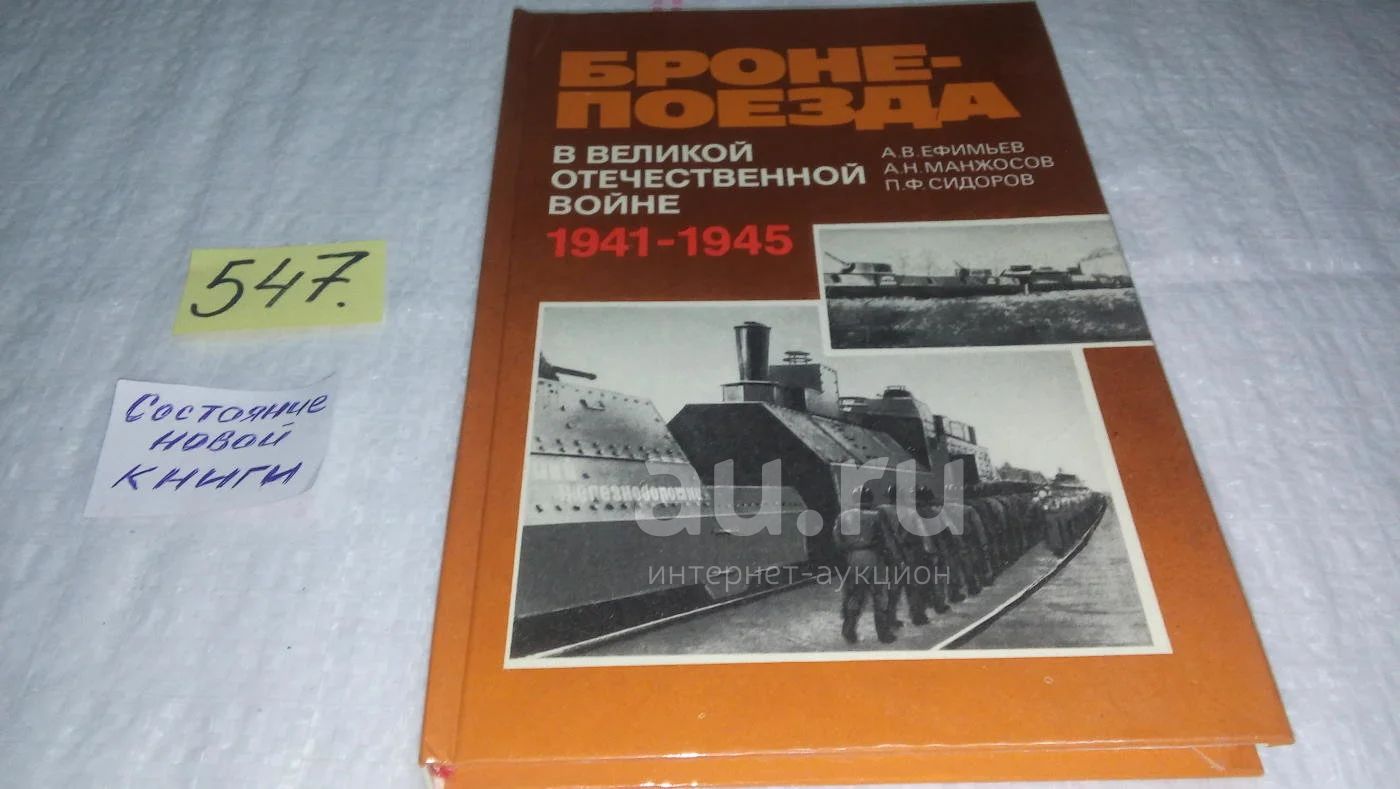 БРОНЕ-
ПОЕЗДА
В ВЕЛИКОЙ
ОТЕЧЕСТВЕННОЙ
ВОЙНЕ
1941-1945
А.В.ЕФИМЬЕВ
А.Н.МАНЖОСОВ
П.Ф.СИДОРОВ
547.
Состояние
новой
книги
au.ru
интернет-аукцион